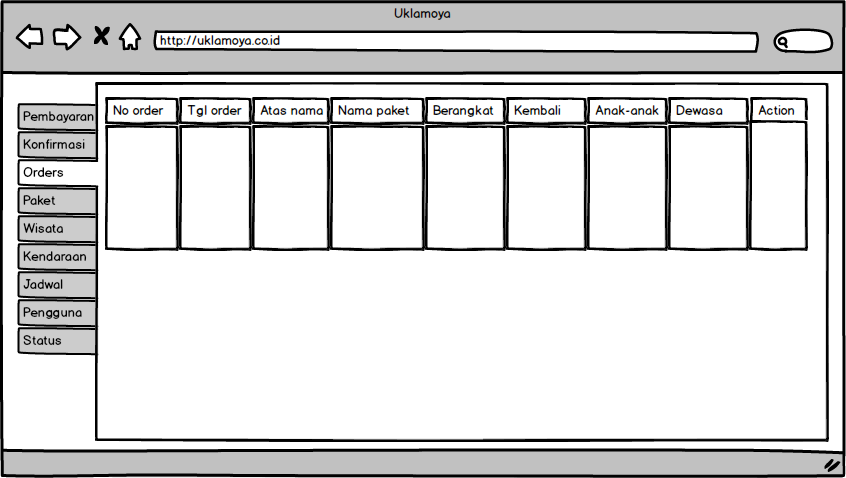 Uklamoya
http://uklamoya.co.id
No order Tgl order Atas nama Nama paket Berangkat Kembali Anak-anak Dewasa Action
Pembayaran
Konfirmasi
Orders
Paket
Wisata
Kendaraan
Jadwal
Pengguna
Status